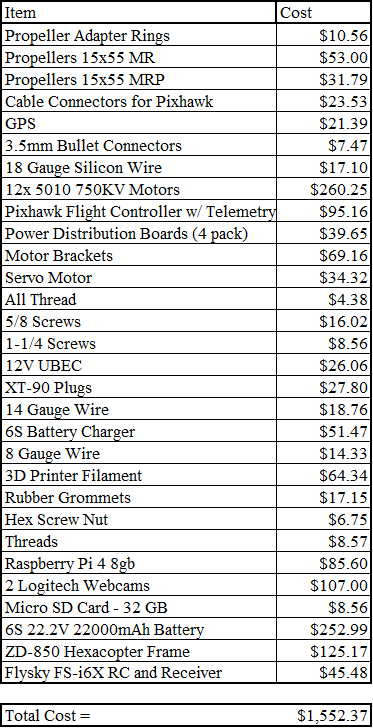 Item Cost
Propeller Adapter Rings $10.56
Propellers 15x55 MR $53.00
Propellers 15x55 MRP $31.79
Cable Connectors for Pixhawk $23.53
GPS $21.39
3.5mm Bullet Connectors $7.47
18 Gauge Silicon Wire $17.10
12x 5010 750KV Motors $260.25
Pixhawk Flight Controller w/ Telemetry $95.16
Power Distribution Boards (4 pack) $39.65
Motor Brackets $69.16
Servo Motor $34.32
All Thread $4.38
5/8 Screws $16.02
1-1/4 Screws $8.56
12V UBEC $26.06
XT-90 Plugs $27.80
14 Gauge Wire $18.76
6S Battery Charger $51.47
8 Gauge Wire $14.33
3D Printer Filament $64.34
Rubber Grommets $17.15
Hex Screw Nut $6.75
Threads $8.57
Raspberry Pi 4 8gb $85.60
2 Logitech Webcams $107.00
Micro SD Card - 32 GB $8.56
6S 22.2V 22000mAh Battery $252.99
ZD-850 Hexacopter Frame $125.17
Flysky FS-i6X RC and Receiver $45.48
Total Cost = $1,552.37